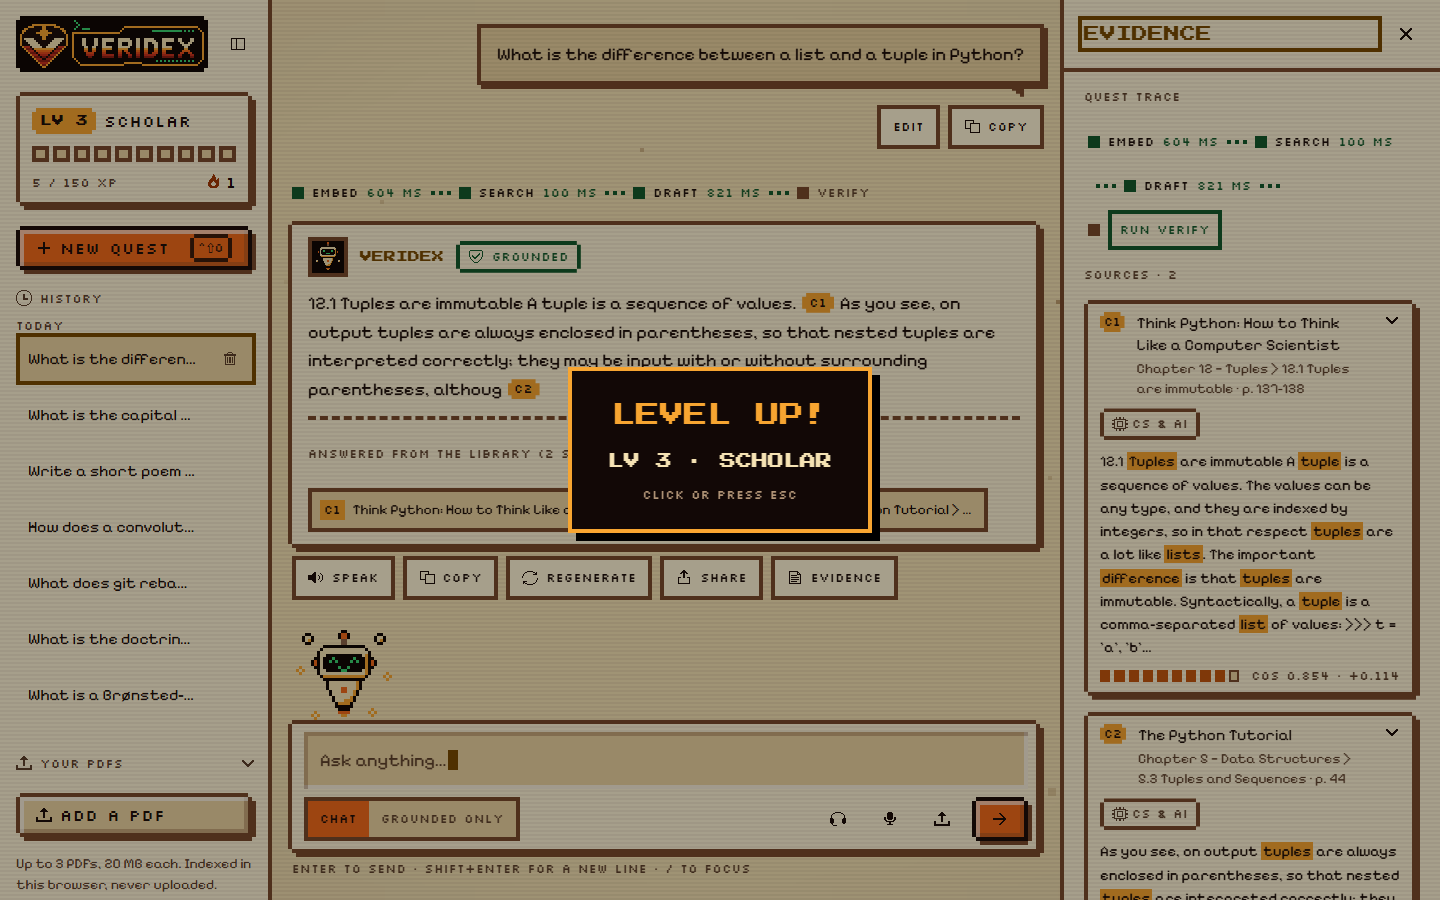 VERIDEX
LV 3 SCHOLAR
5 / 150 XP
1
+ NEW QUEST ^⇧O
HISTORY
TODAY
What is the differen...
What is the capital ...
Write a short poem ...
How does a convolut...
What does git reba...
What is the doctrin...
What is a Brønsted-...
YOUR PDFS
ADD A PDF
Up to 3 PDFs, 20 MB each. Indexed in
this browser, never uploaded.
What is the difference between a list and a tuple in Python?
EDIT
COPY
EMBED 604 MS SEARCH 100 MS DRAFT 821 MS VERIFY
VERIDEX
GROUNDED
12.1 Tuples are immutable A tuple is a sequence of values. C1 As you see, on
output tuples are always enclosed in parentheses, so that nested tuples are
interpreted correctly; they may be input with or without surrounding
parentheses, althoug C2
ANSWERED FROM THE LIBRARY (2 S
C1 Think Python: How to Think Like
n Tutorial > ...
LEVEL UP!
LV 3 · SCHOLAR
CLICK OR PRESS ESC
SPEAK
COPY
REGENERATE
SHARE
EVIDENCE
Ask anything...
CHAT
GROUNDED ONLY
ENTER TO SEND · SHIFT+ENTER FOR A NEW LINE · / TO FOCUS
EVIDENCE
QUEST TRACE
EMBED 604 MS SEARCH 100 MS
DRAFT 821 MS
RUN VERIFY
SOURCES · 2
C1 Think Python: How to Think
Like a Computer Scientist
Chapter 12 - Tuples > 12.1 Tuples
are immutable · p. 137-138
CS & AI
12.1 Tuples are immutable A tuple is a
sequence of values. The values can be
any type, and they are indexed by
integers, so in that respect tuples are
a lot like lists. The important
difference is that tuples are
immutable. Syntactically, a tuple is a
comma-separated list of values: >>> t =
'a', 'b'...
COS 0.854 · +0.114
C2 The Python Tutorial
Chapter 5 - Data Structures >
5.3 Tuples and Sequences · p. 44
CS & AI
As you see, on output tuples are always
enclosed in parentheses, so that nested
tuples are interpreted correctly; they